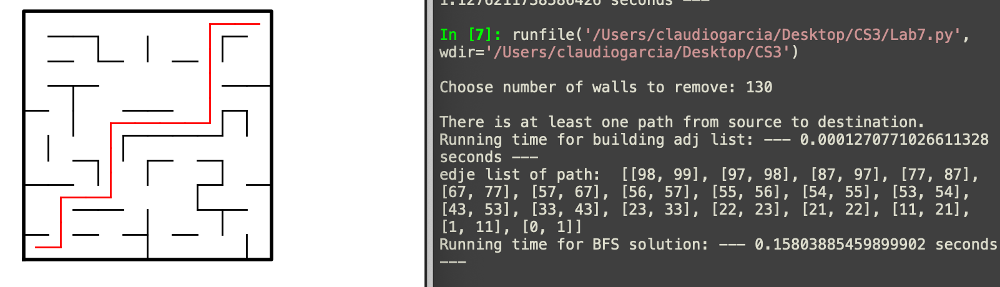 1.1276211738586426 seconds ---
In [7]: runfile('/Users/claudiogarcia/Desktop/CS3/Lab7.py',
wdir='/Users/claudiogarcia/Desktop/CS3')
Choose number of walls to remove: 130
There is at least one path from source to destination.
Running time for building adj list: --- 0.0001270771026611328
seconds ---
edje list of path:  [[98, 99], [97, 98], [87, 97], [77, 87],
[67, 77], [57, 67], [56, 57], [55, 56], [54, 55], [53, 54],
[43, 53], [33, 43], [23, 33], [22, 23], [21, 22], [11, 21],
[1, 11], [0, 1]]
Running time for BFS solution: --- 0.15803885459899902 seconds
---